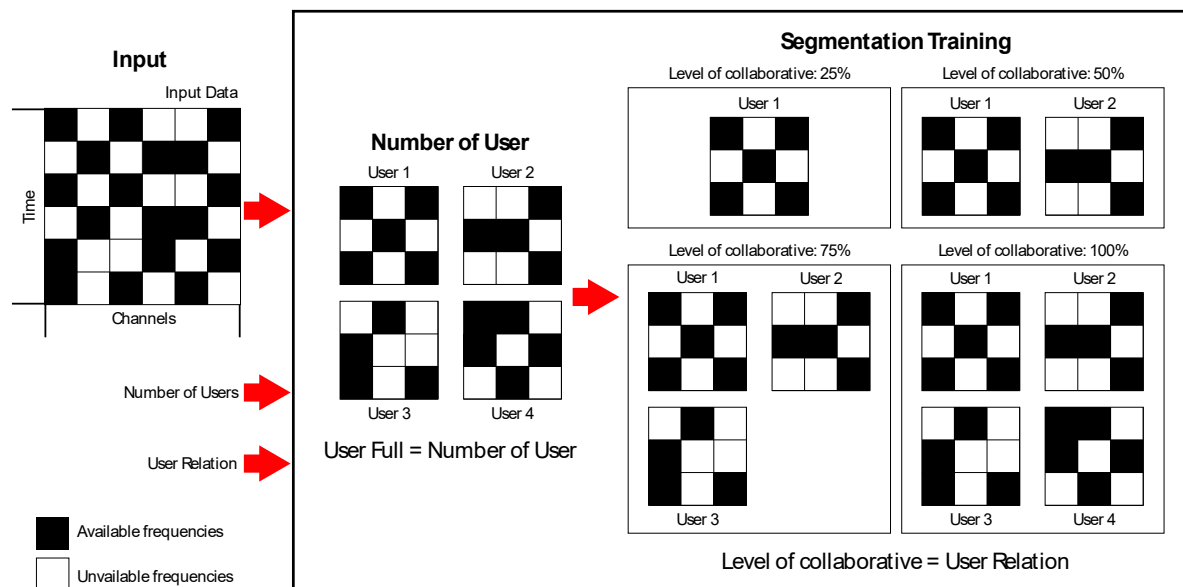 Input
Input Data
Time
Channels
Number of Users
User Relation
Available frequencies
Unvailable frequencies
Number of User
User 1
User 2
User 3
User 4
User Full = Number of User
Segmentation Training
Level of collaborative: 25%
User 1
Level of collaborative: 50%
User 1
User 2
Level of collaborative: 75%
User 1
User 2
User 3
Level of collaborative: 100%
User 1
User 2
User 3
User 4
Level of collaborative = User Relation